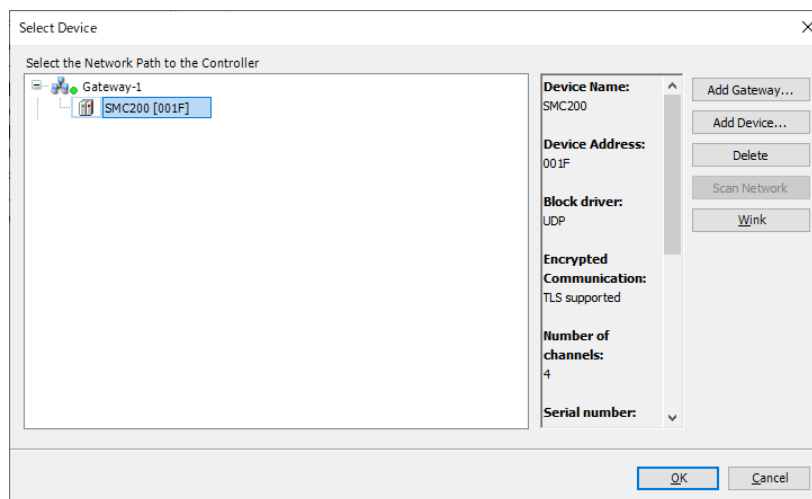 Select Device
Select the Network Path to the Controller
Gateway-1
SMC200 [001F]
Device Name:
SMC200
Device Address:
001F
Block driver:
UDP
Encrypted
Communication:
TLS supported
Number of
channels:
4
Serial number:
Add Gateway...
Add Device...
Delete
Scan Network
Wink
OK
Cancel